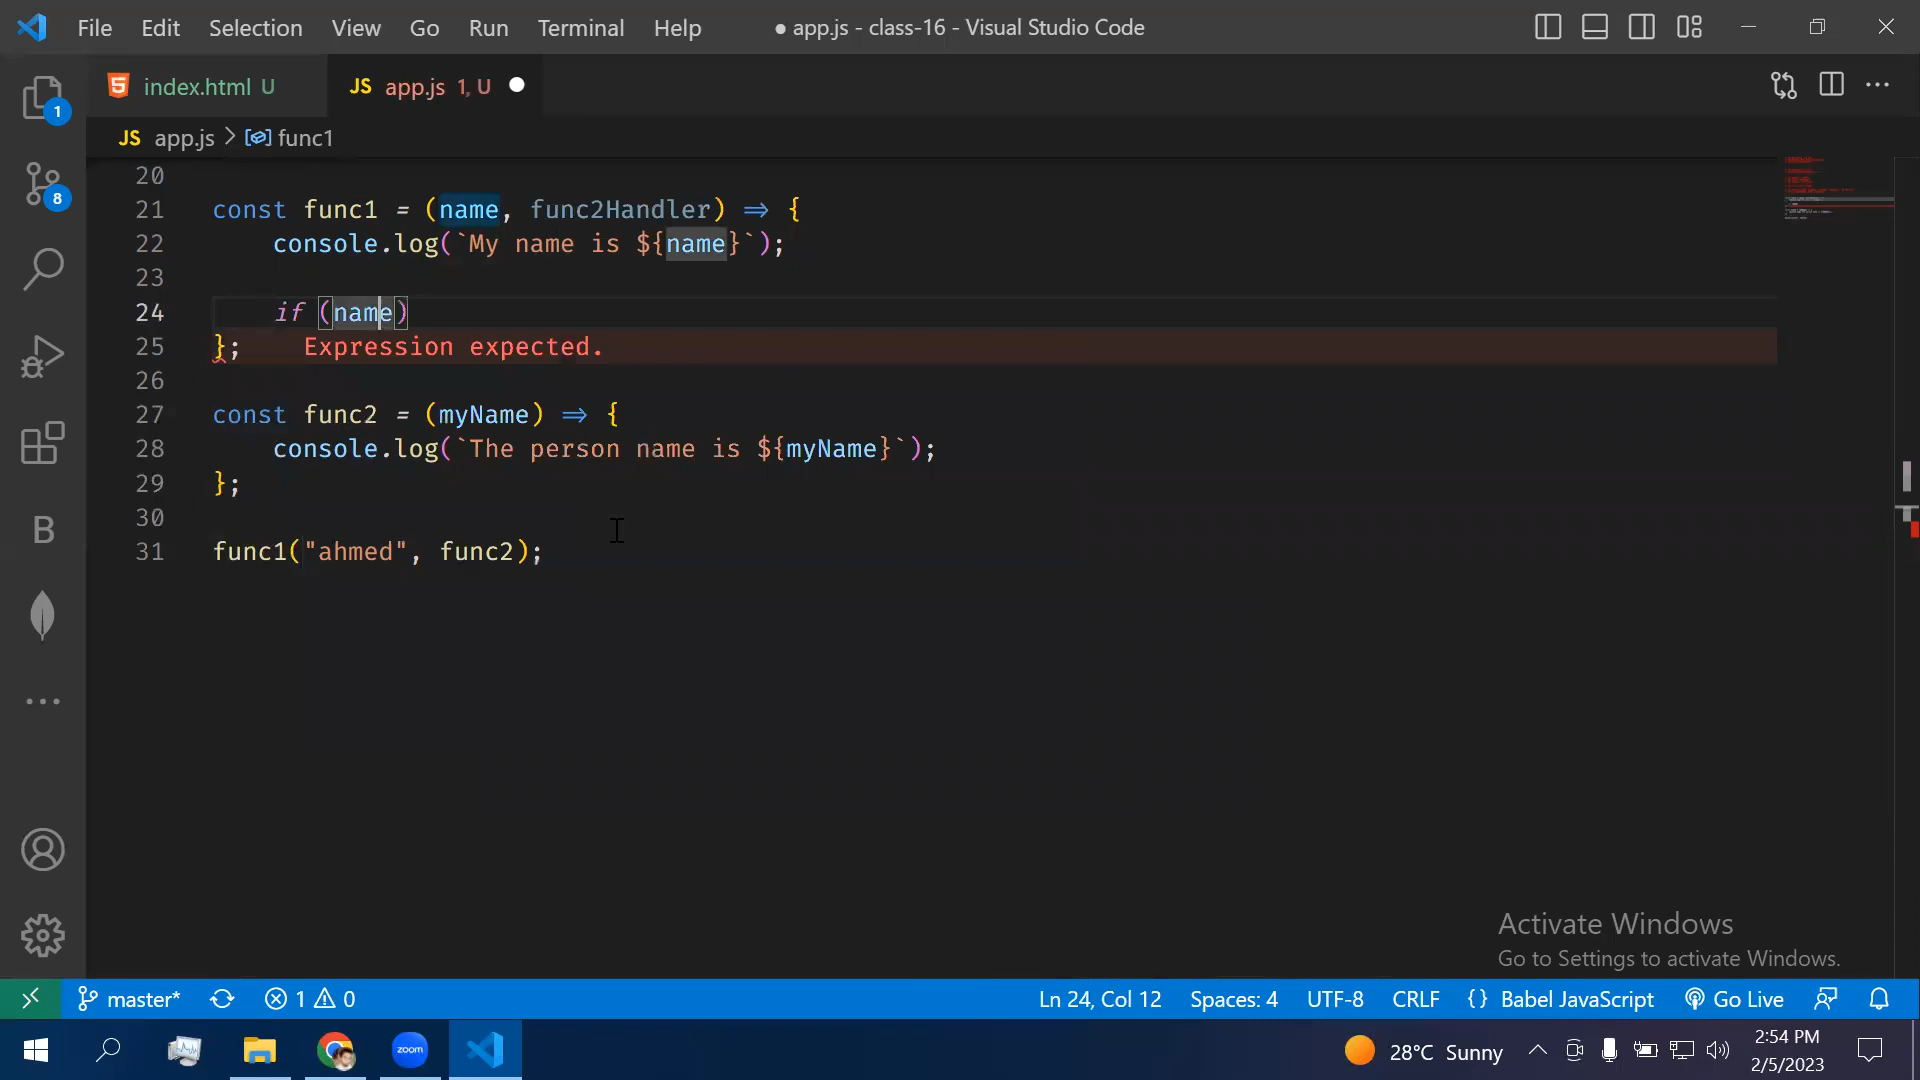 File Edit Selection View Go Run Terminal Help ● app.js - class-16 - Visual Studio Code
1 index.html U JS app.js 1, U
JS app.js > func1
8
20
21 const func1 = (name, func2Handler) => {
22 console.log(`My name is ${name}`);
23
24 if (name)
25 }; Expression expected.
26
27 const func2 = (myName) => {
28 console.log(`The person name is ${myName}`);
29 };
30
31 func1("ahmed", func2);
B
Activate Windows
Go to Settings to activate Windows.
master* 1 0 Ln 24, Col 12 Spaces: 4 UTF-8 CRLF {} Babel JavaScript Go Live
zoom 28°C Sunny 2:54 PM
2/5/2023